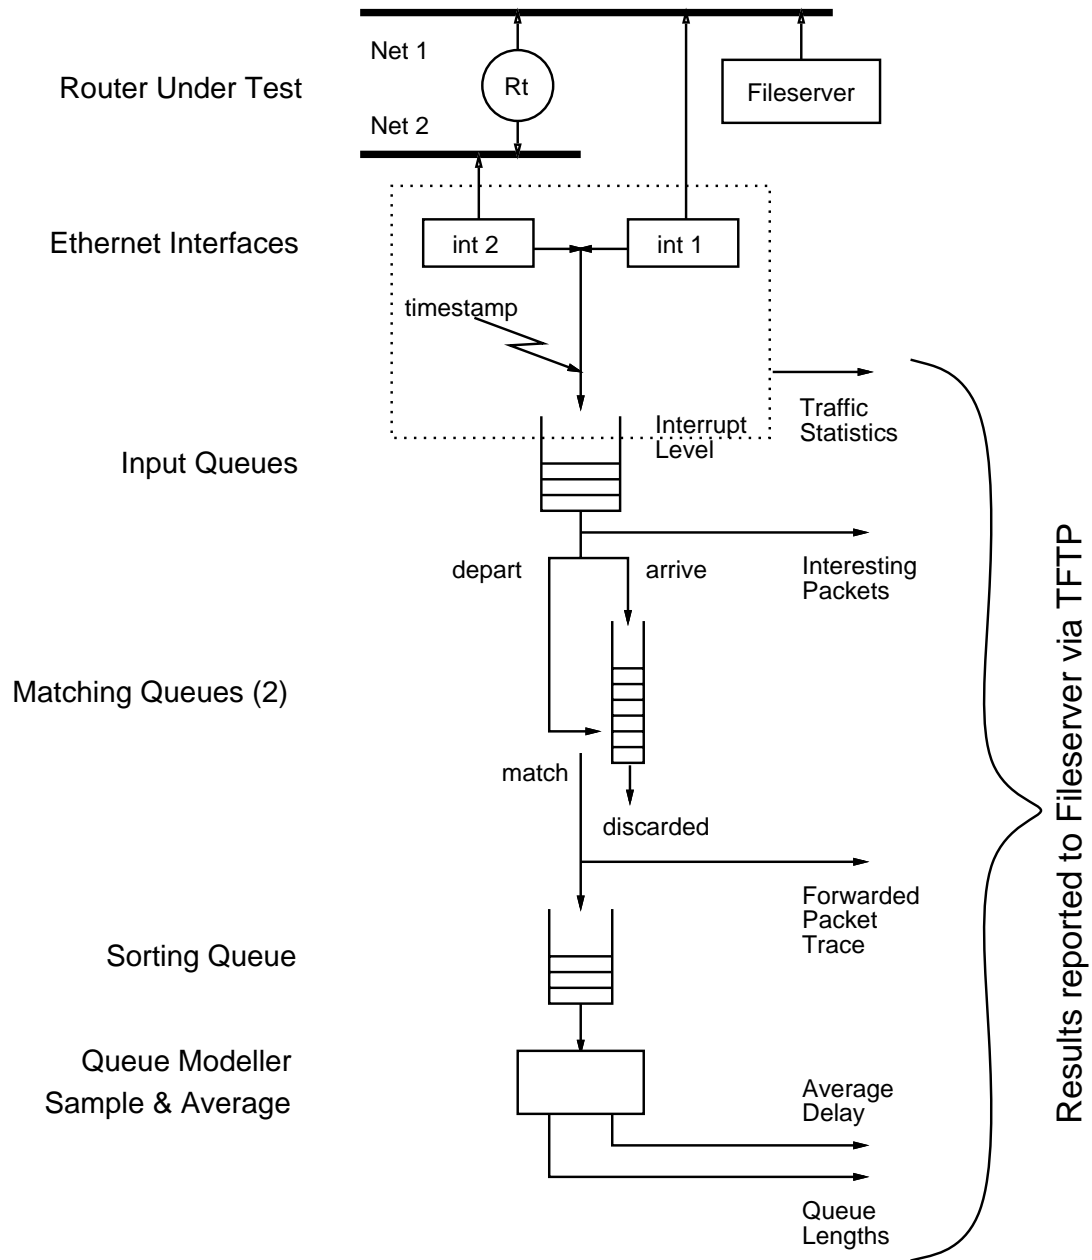 Net 1
Router Under Test
Rt
Fileserver
Net 2
Ethernet Interfaces
int 2
int 1
timestamp
Traffic
Statistics
Interrupt
Level
Input Queues
depart
arrive
Interesting
Packets
Matching Queues (2)
match
discarded
Forwarded
Packet
Trace
Sorting Queue
Queue Modeller
Sample & Average
Average
Delay
Queue
Lengths
Results reported to Fileserver via TFTP